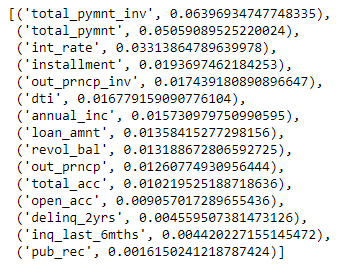 [('total_pymnt_inv', 0.06396934747748335),
('total_pymnt', 0.05059089525220024),
('int_rate', 0.03313864789639978),
('installment', 0.0193697462184253),
('out_prncp_inv', 0.017439180890896647),
('dti', 0.016779159090776104),
('annual_inc', 0.015730979750990595),
('loan_amnt', 0.01358415277298156),
('revol_bal', 0.013188672806592725),
('out_prncp', 0.01260774930956444),
('total_acc', 0.010219525188718636),
('open_acc', 0.009057017289655436),
('delinq_2yrs', 0.004559507381473126),
('inq_last_6mths', 0.004420227155145472),
('pub_rec', 0.0016150241218787424)]